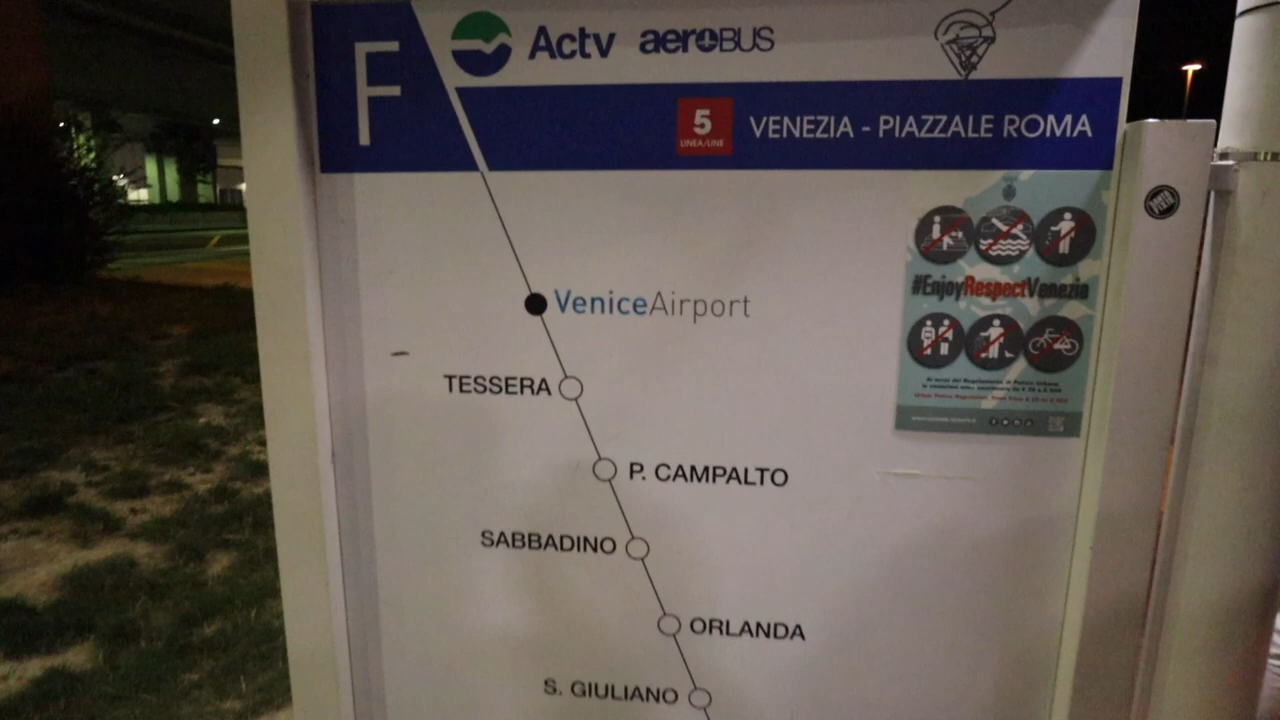 F
Actv aerobus
5
LINEA/LINE
VENEZIA - PIAZZALE ROMA
#EnjoyRespectVenezia
VeniceAirport
TESSERA
P. CAMPALTO
SABBADINO
ORLANDA
S. GIULIANO